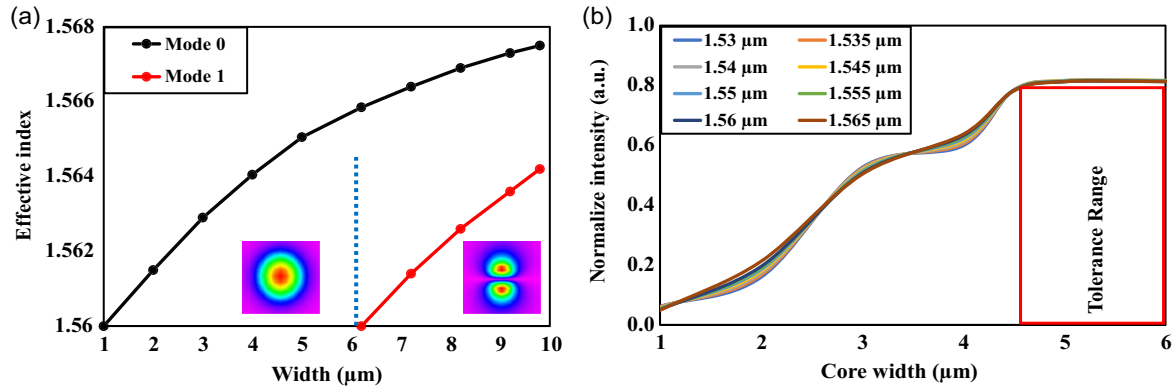 (a)
1.568
1.566
1.564
1.562
1.56
Effective index
Mode 0
Mode 1
1 2 3 4 5 6 7 8 9 10
Width (µm)
(b)
1.0
0.8
0.6
0.4
0.2
0.0
Normalize intensity (a.u.)
1.53 µm 1.535 µm
1.54 µm 1.545 µm
1.55 µm 1.555 µm
1.56 µm 1.565 µm
Tolerance Range
1 2 3 4 5 6
Core width (µm)